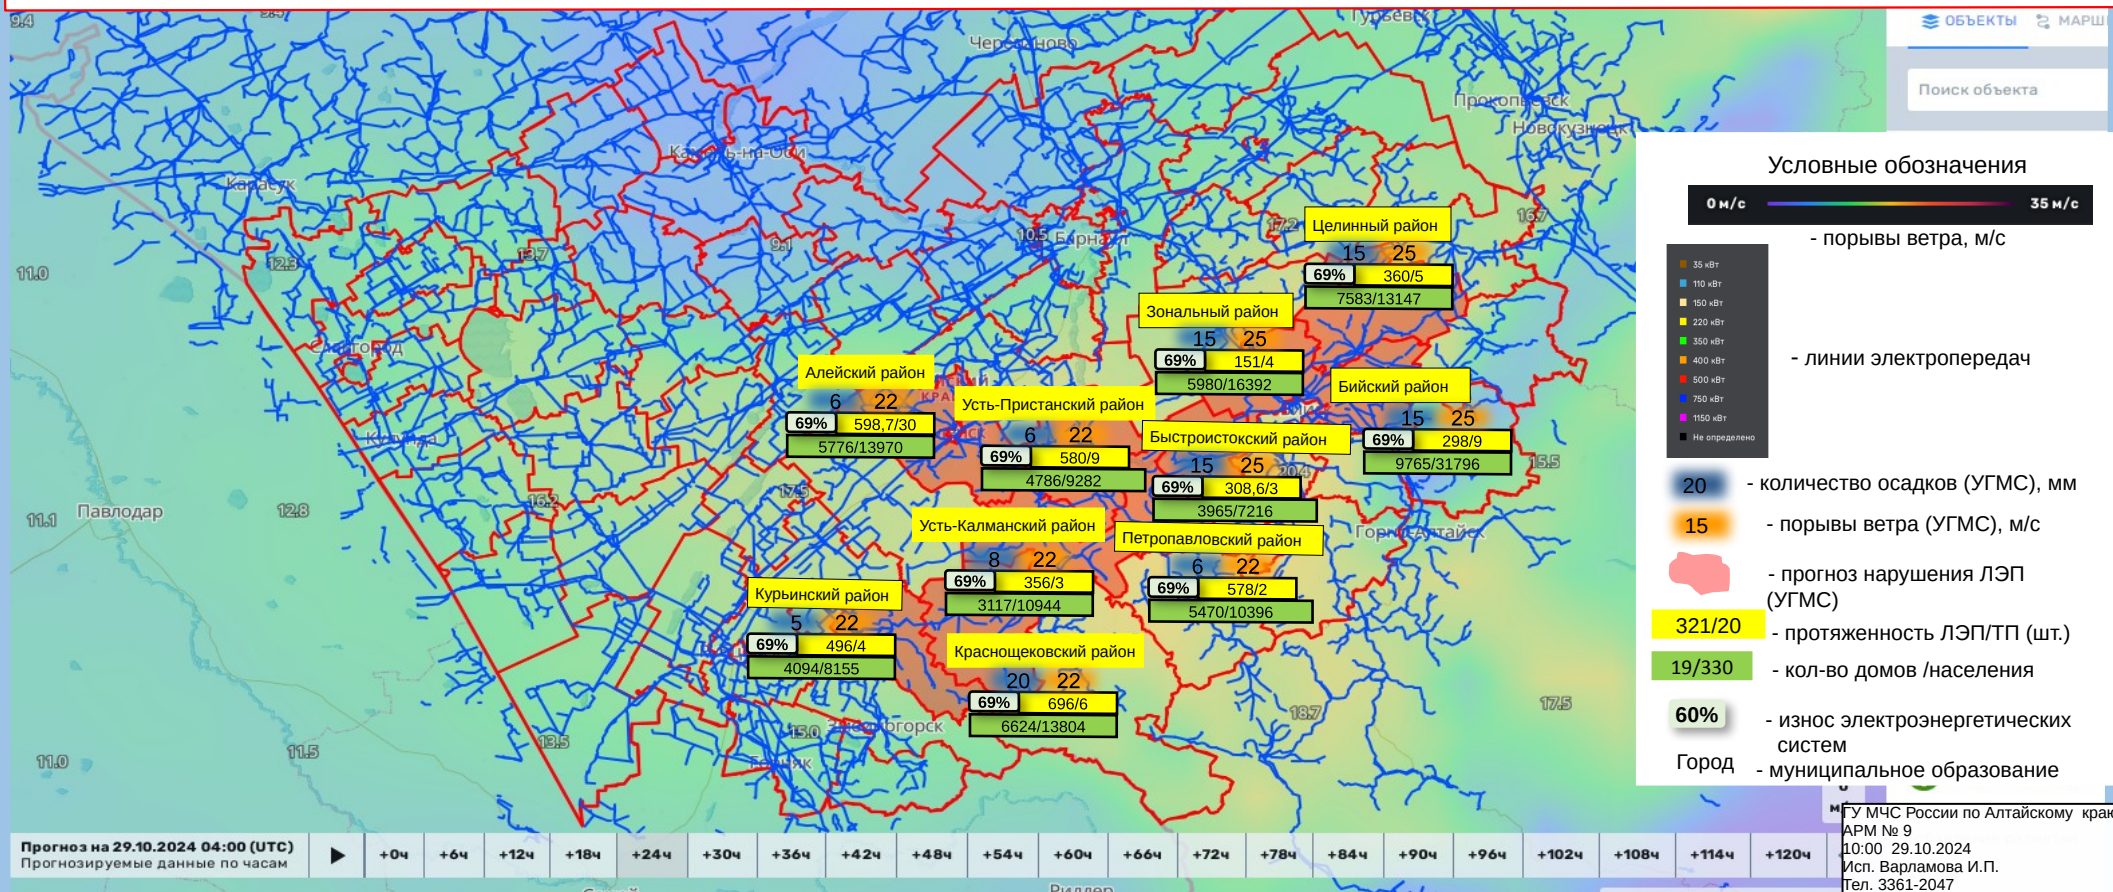 9.4
9.4
Черепаново
Гурьевск
ОБЪЕКТЫ
МАРШ
Поиск объекта
Прокопьевск
Новокузнецк
Камень-на-Оби
Карасук
Условные обозначения
0 м/с
35 м/с
- порывы ветра, м/с
35 кВт
110 кВт
150 кВт
220 кВт
350 кВт
400 кВт
500 кВт
750 кВт
1150 кВт
Не определено
- линии электропередач
20 - количество осадков (УГМС), мм
15 - порывы ветра (УГМС), м/с
- прогноз нарушения ЛЭП
(УГМС)
321/20 - протяженность ЛЭП/ТП (шт.)
19/330 - кол-во домов /населения
60% - износ электроэнергетических
систем
Город - муниципальное образование
17.2
16.7
10.5
Барнаул
9.1
13.7
12.3
11.0
Целинный район
15 25
69% 360/5
7583/13147
Зональный район
15 25
69% 151/4
5980/16392
Славгород
Алейский район
6 22
69% 598,7/30
5776/13970
Усть-Пристанский район
6 22
69% 580/9
4786/9282
Бийский район
15 25
69% 298/9
9765/31796
Быстроистокский район
15 25
20.4
69% 308,6/3
3965/7216
15.5
Кулунда
17.5
16.2
12.8
Павлодар
11.1
Усть-Калманский район
8 22
69% 356/3
3117/10944
Петропавловский район
6 22
69% 578/2
5470/10396
Горно-Алтайск
Курьинский район
5 22
69% 496/4
4094/8155
Краснощековский район
20 22
69% 696/6
6624/13804
17.5
18.7
15.0
Змеиногорск
13.5
11.5
11.0
Горняк
Прогноз на 29.10.2024 04:00 (UTC)
Прогнозируемые данные по часам
+0ч +6ч +12ч +18ч +24ч +30ч +36ч +42ч +48ч +54ч +60ч +66ч +72ч +78ч +84ч +90ч +96ч +102ч +108ч +114ч +120ч
ГУ МЧС России по Алтайскому краю
АРМ № 9
10:00 29.10.2024
Исп. Варламова И.П.
Тел. 3361-2047
Риддер